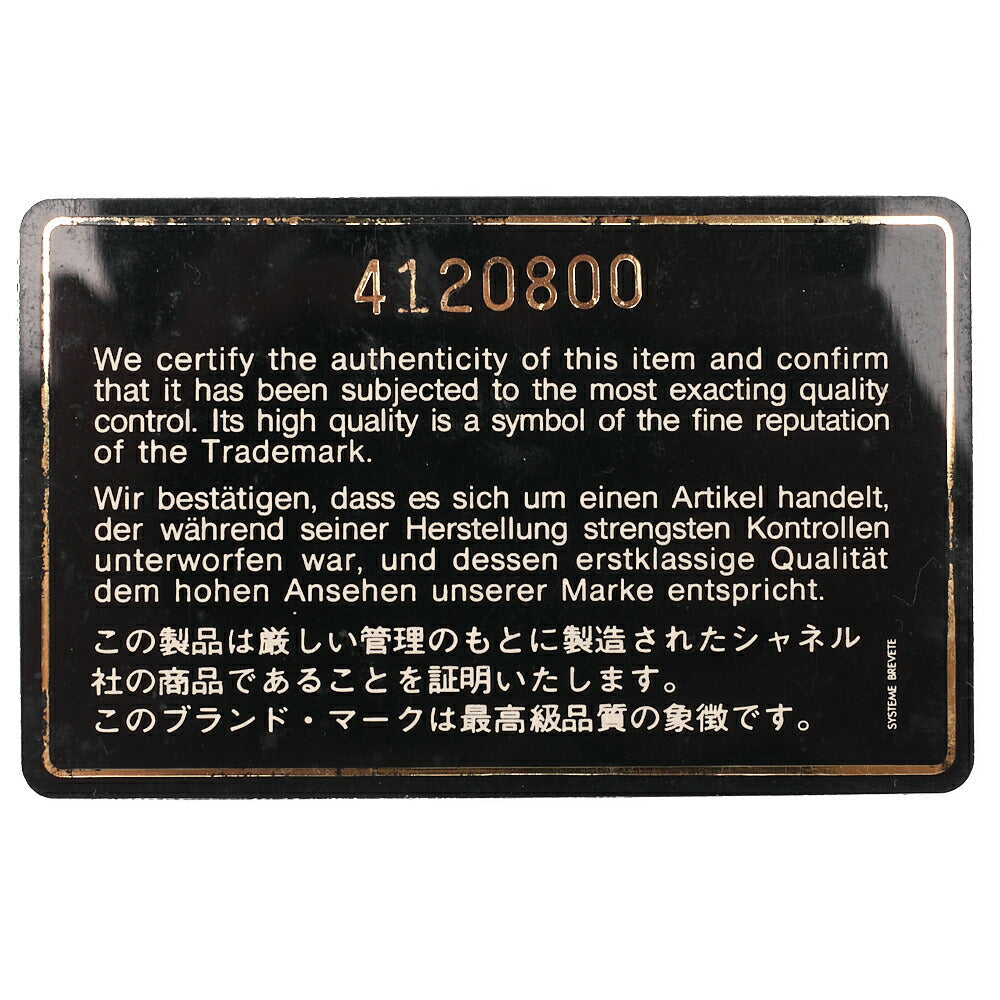 4120800
We certify the authenticity of this item and confirm
that it has been subjected to the most exacting quality
control. Its high quality is a symbol of the fine reputation
of the Trademark.
Wir bestätigen, dass es sich um einen Artikel handelt,
der während seiner Herstellung strengsten Kontrollen
unterworfen war, und dessen erstklassige Qualität
dem hohen Ansehen unserer Marke entspricht.
この製品は厳しい管理のもとに製造されたシャネル
社の商品であることを証明いたします。
このブランド・マークは最高級品質の象徴です。
SYSTEME BREVETE